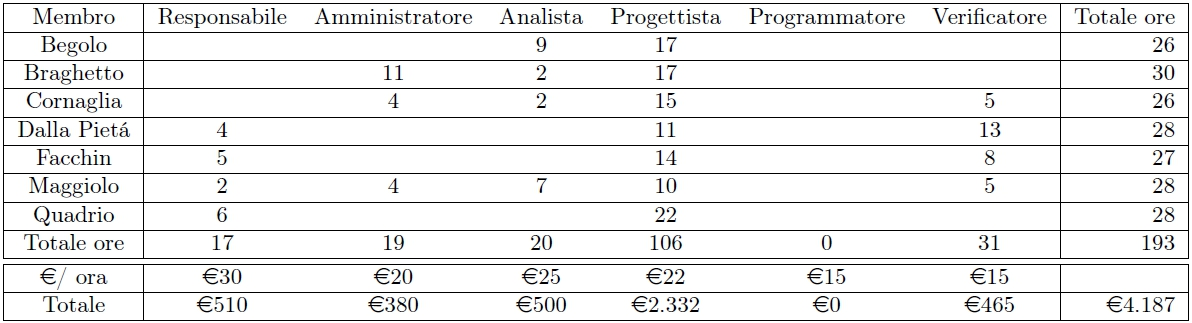 Membro Responsabile Amministratore Analista Progettista Programmatore Verificatore Totale ore
Begolo 9 17 26
Braghetto 11 2 17 30
Cornaglia 4 2 15 5 26
Dalla Pietá 4 11 13 28
Facchin 5 14 8 27
Maggiolo 2 4 7 10 5 28
Quadrio 6 22 28
Totale ore 17 19 20 106 0 31 193
€/ ora €30 €20 €25 €22 €15 €15
Totale €510 €380 €500 €2.332 €0 €465 €4.187